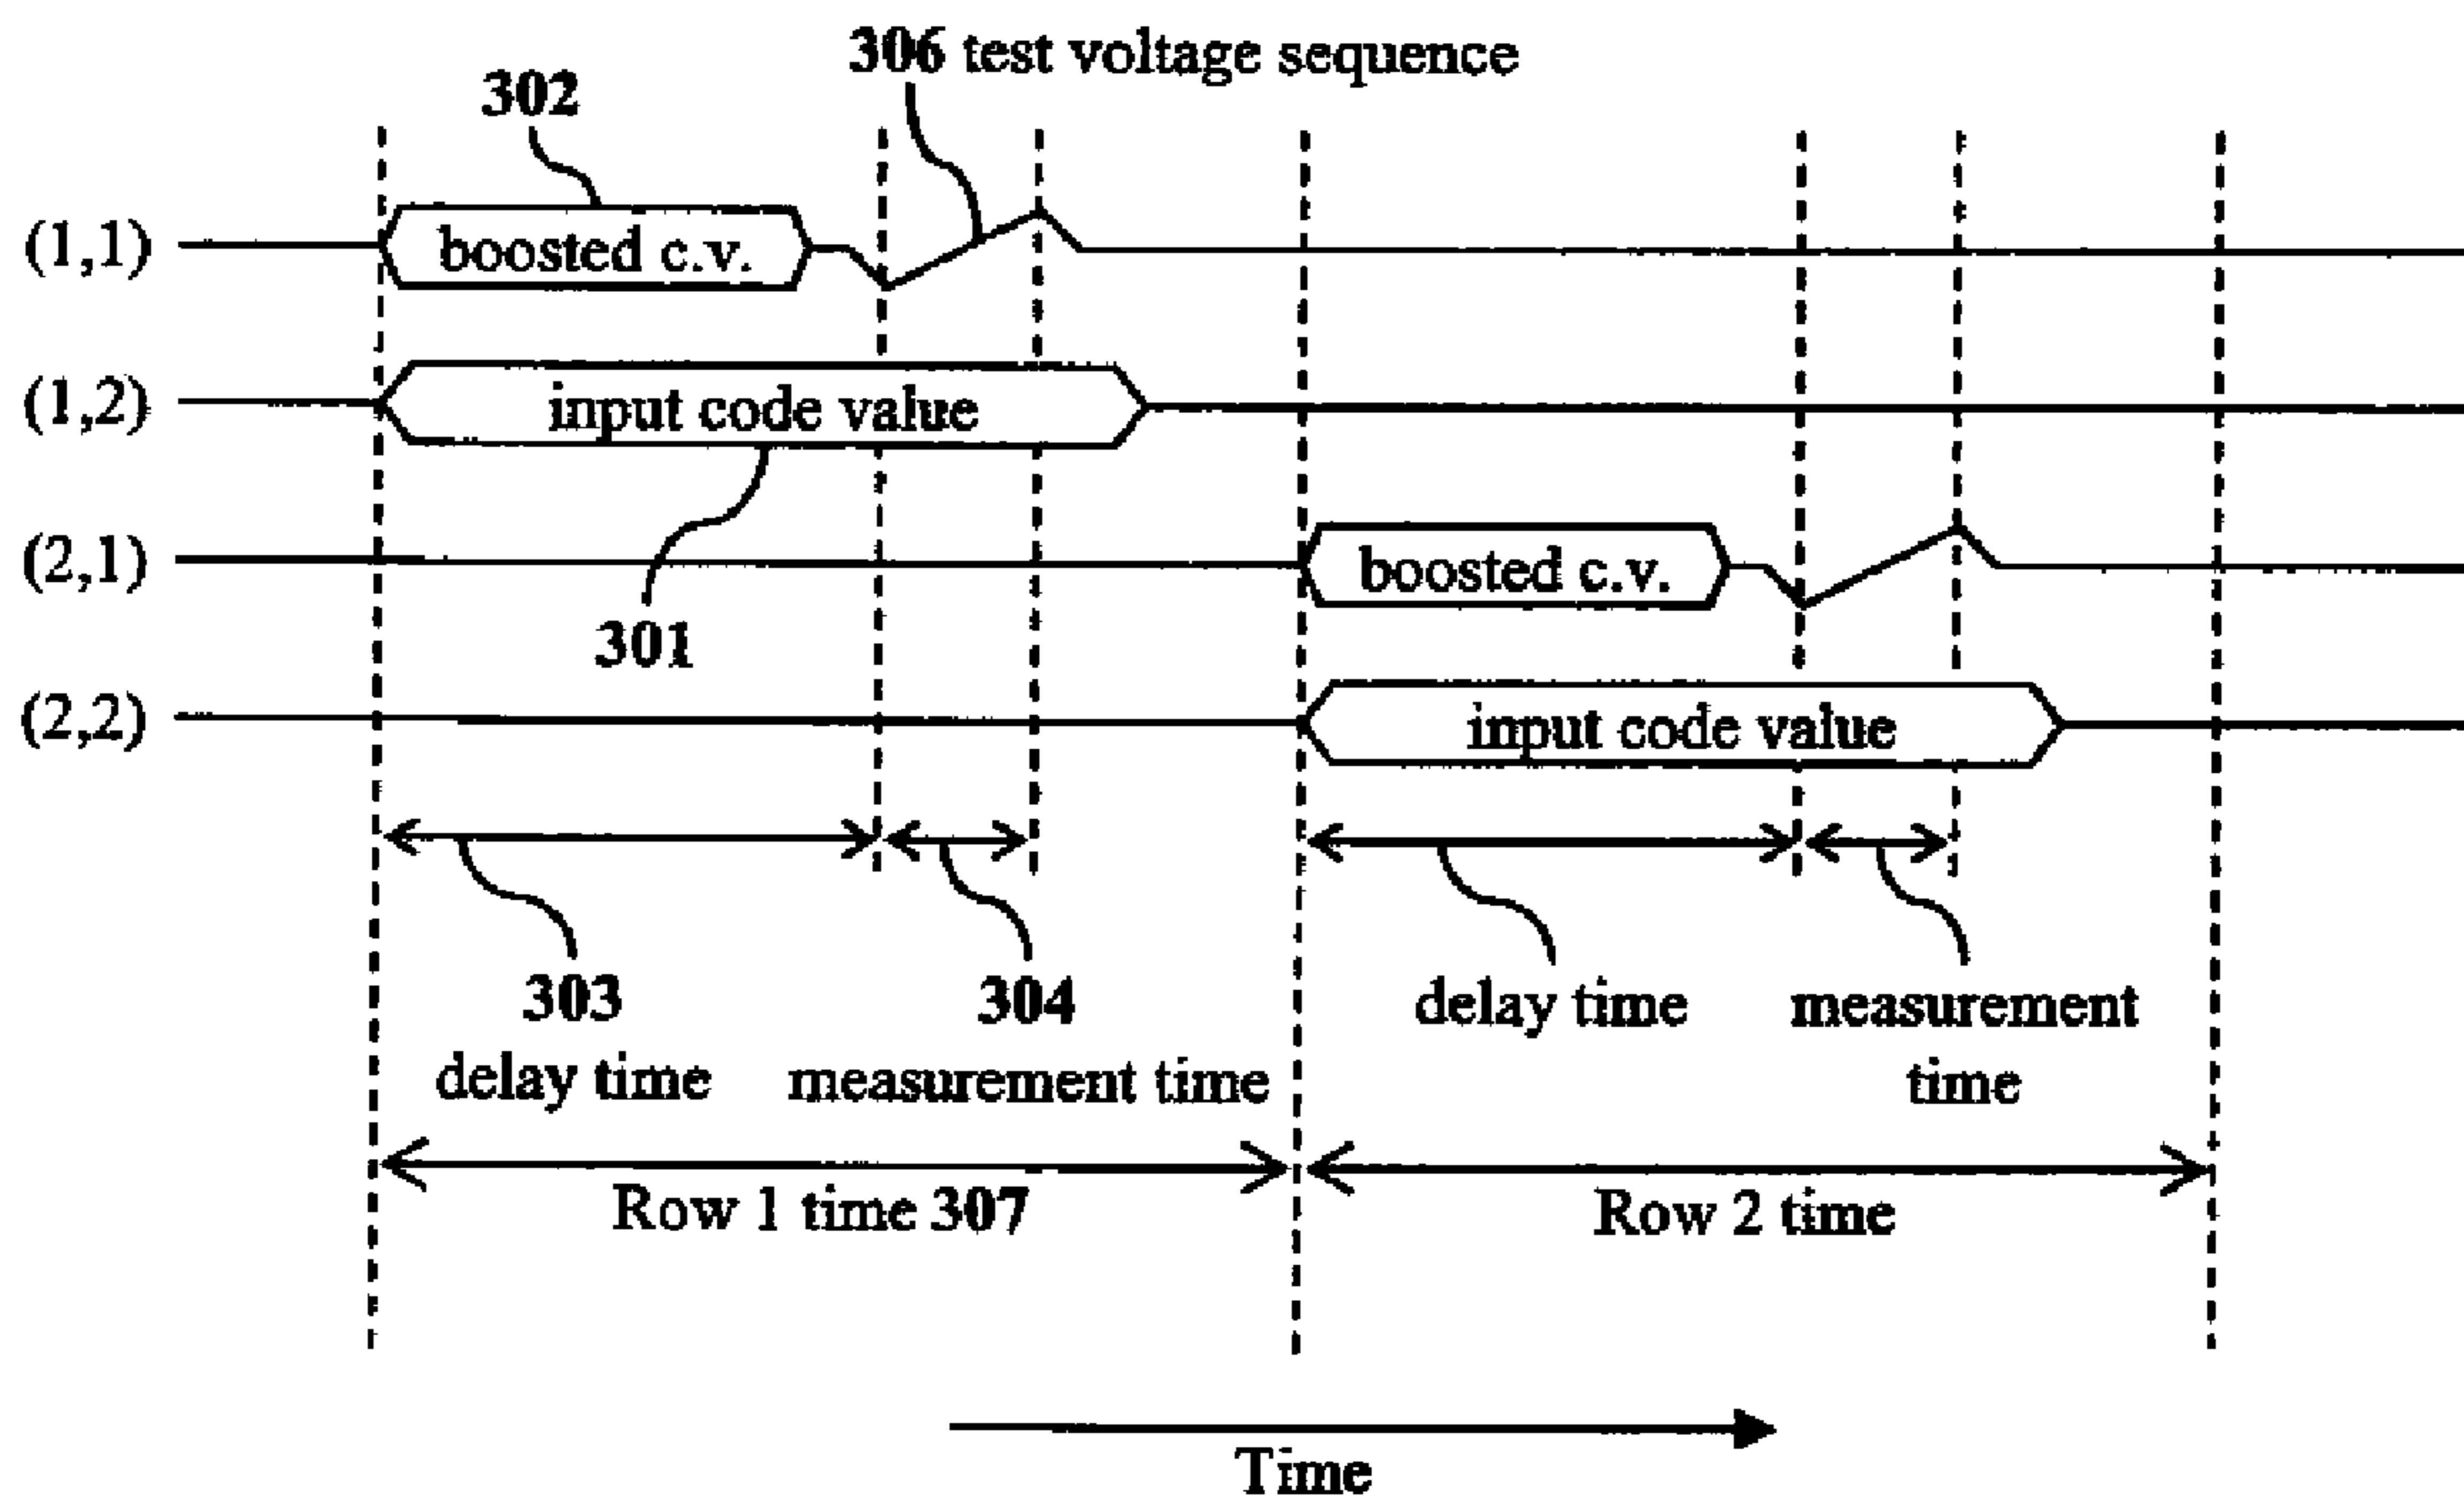 306 test voltage sequence
302
(1,1)
boosted c.v.
(1,2)
input code value
(2,1)
boosted c.v.
301
(2,2)
input code value
303
delay time
304
measurement time
delay time
measurement
time
Row 1 time 307
Row 2 time
Time